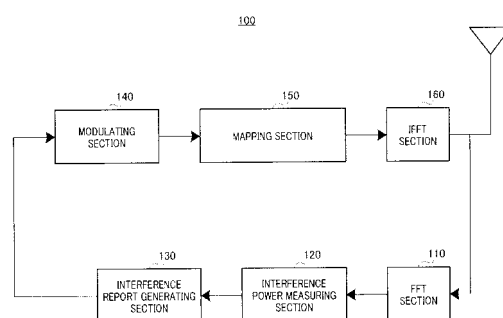 100
140
MODULATING
SECTION
150
MAPPING SECTION
160
IFFT
SECTION
130
INTERFERENCE
REPORT GENERATING
SECTION
120
INTERFERENCE
POWER MEASURING
SECTION
110
FFT
SECTION